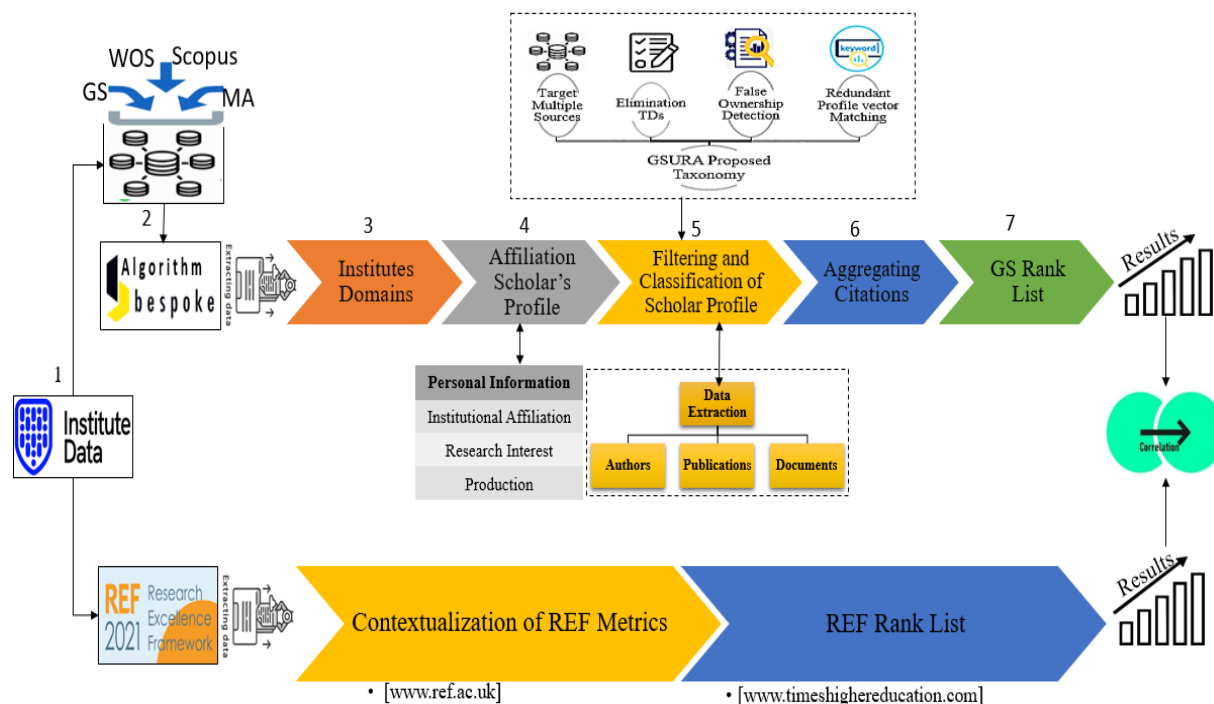 WOS
Scopus
GS
MA
Target
Multiple
Sources
Elimination
TDs
False
Ownership
Detection
keyword
Redundant
Profile vector
Matching
GSURA Proposed
Taxonomy
2
Algorithm
bespoke
Extracting data
3
Institutes
Domains
4
Affiliation
Scholar's
Profile
5
Filtering and
Classification of
Scholar Profile
6
Aggregating
Citations
7
GS Rank
List
Results
1
Institute
Data
Personal Information
Institutional Affiliation
Research Interest
Production
Data
Extraction
Authors
Publications
Documents
Correlation
REF
2021
Research
Excellence
Framework
Extracting data
Contextualization of REF Metrics
REF Rank List
Results
• [www.ref.ac.uk]
• [www.timeshighereducation.com]